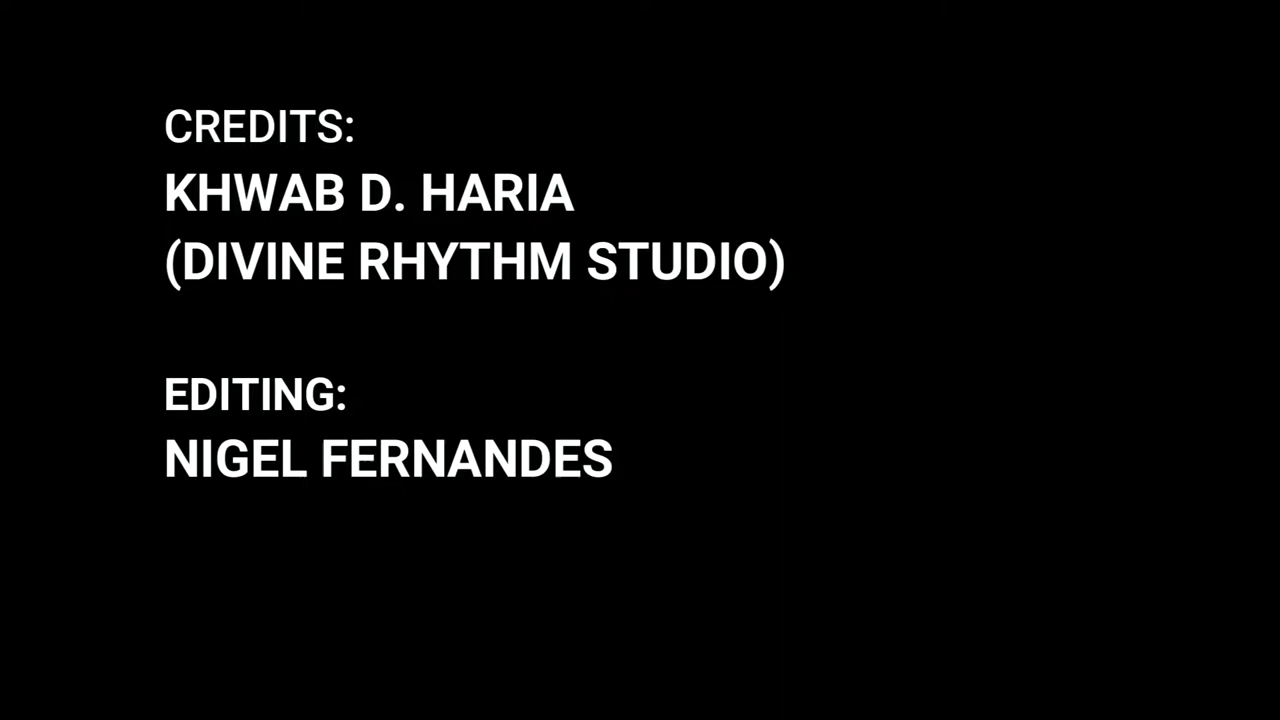 CREDITS:
KHWAB D. HARIA
(DIVINE RHYTHM STUDIO)
EDITING:
NIGEL FERNANDES